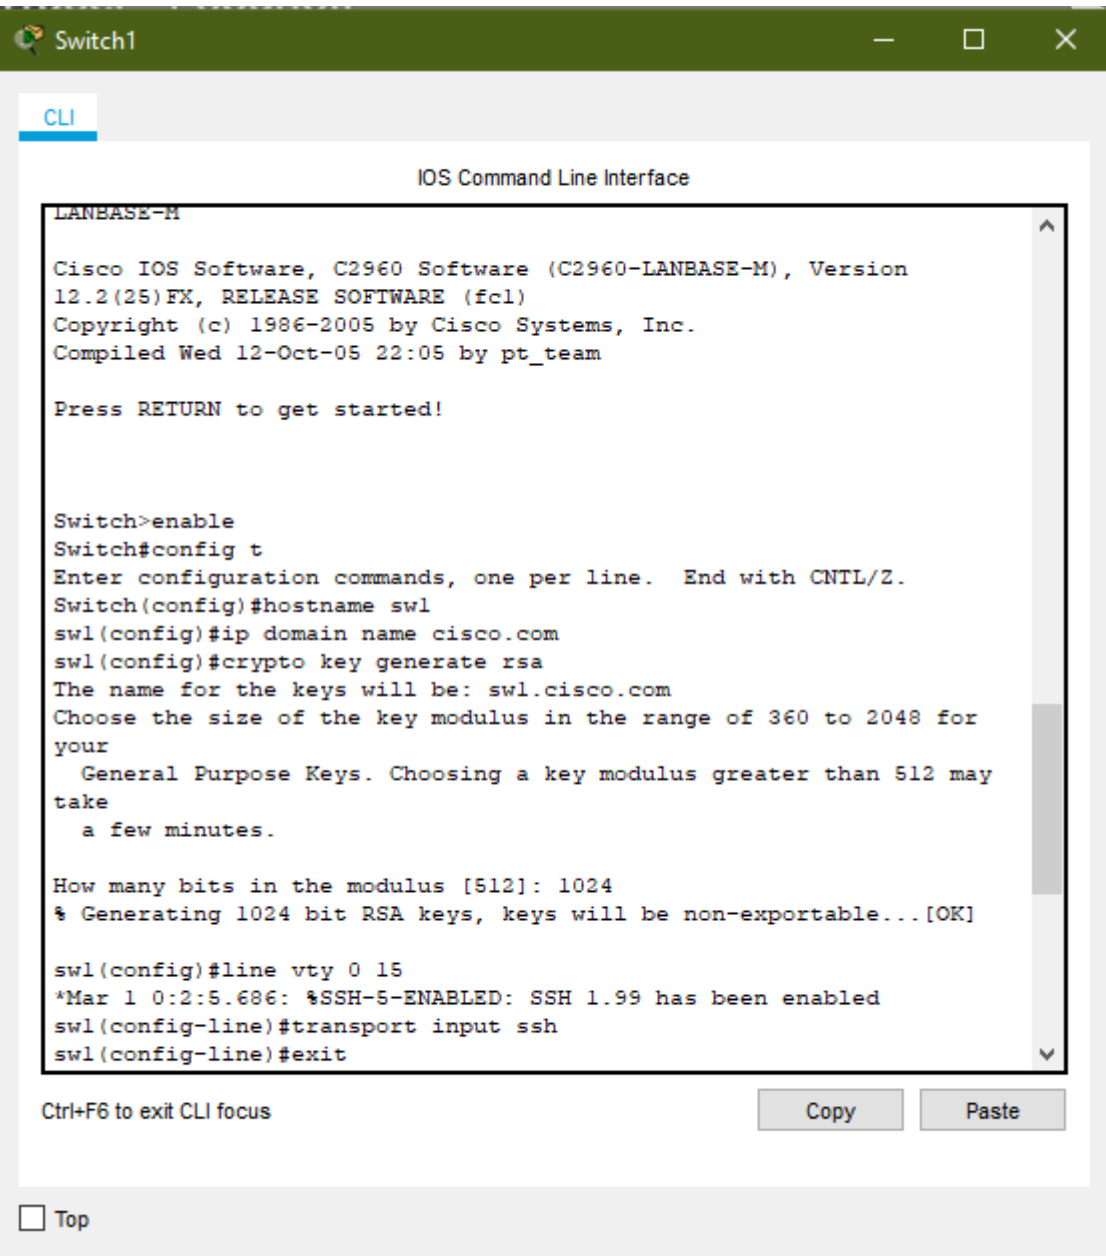 Switch1
CLI
IOS Command Line Interface
LANBASE-M
Cisco IOS Software, C2960 Software (C2960-LANBASE-M), Version
12.2(25)FX, RELEASE SOFTWARE (fc1)
Copyright (c) 1986-2005 by Cisco Systems, Inc.
Compiled Wed 12-Oct-05 22:05 by pt_team
Press RETURN to get started!
Switch>enable
Switch#config t
Enter configuration commands, one per line.  End with CNTL/Z.
Switch(config)#hostname sw1
sw1(config)#ip domain name cisco.com
sw1(config)#crypto key generate rsa
The name for the keys will be: sw1.cisco.com
Choose the size of the key modulus in the range of 360 to 2048 for
your
  General Purpose Keys. Choosing a key modulus greater than 512 may
take
  a few minutes.
How many bits in the modulus [512]: 1024
% Generating 1024 bit RSA keys, keys will be non-exportable...[OK]
sw1(config)#line vty 0 15
*Mar 1 0:2:5.686: %SSH-5-ENABLED: SSH 1.99 has been enabled
sw1(config-line)#transport input ssh
sw1(config-line)#exit
Ctrl+F6 to exit CLI focus
Copy
Paste
Top